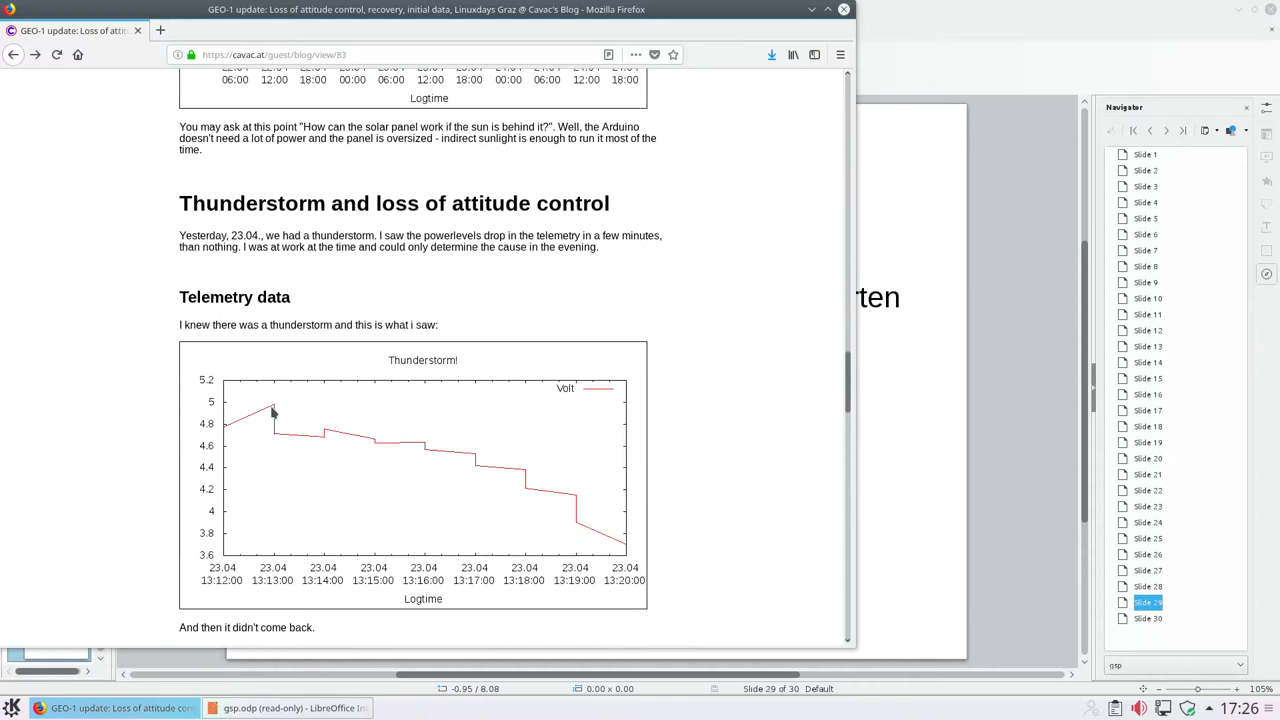 GEO-1 update: Loss of attitude control, recovery, initial data, Linuxdays Graz @ Cavac's Blog - Mozilla Firefox
GEO-1 update: Loss of attit
https://cavac.at/guest/blog/view/83
06:00 12:00 18:00 00:00 06:00 12:00 18:00 00:00 06:00 12:00 18:00
Logtime
You may ask at this point "How can the solar panel work if the sun is behind it?". Well, the Arduino
doesn't need a lot of power and the panel is oversized - indirect sunlight is enough to run it most of the
time.
Thunderstorm and loss of attitude control
Yesterday, 23.04., we had a thunderstorm. I saw the powerlevels drop in the telemetry in a few minutes,
than nothing. I was at work at the time and could only determine the cause in the evening.
Telemetry data
I knew there was a thunderstorm and this is what i saw:
Thunderstorm!
Volt
5.2
5
4.8
4.6
4.4
4.2
4
3.8
3.6
23.04 23.04 23.04 23.04 23.04 23.04 23.04 23.04 23.04
13:12:00 13:13:00 13:14:00 13:15:00 13:16:00 13:17:00 13:18:00 13:19:00 13:20:00
Logtime
And then it didn't come back.
rten
Navigator
Slide 1
Slide 2
Slide 3
Slide 4
Slide 5
Slide 6
Slide 7
Slide 8
Slide 9
Slide 10
Slide 11
Slide 12
Slide 13
Slide 14
Slide 15
Slide 16
Slide 17
Slide 18
Slide 19
Slide 20
Slide 21
Slide 22
Slide 23
Slide 24
Slide 25
Slide 26
Slide 27
Slide 28
Slide 29
Slide 30
gsp
-0.95 / 8.08
0.00 x 0.00
Slide 29 of 30 Default
105%
GEO-1 update: Loss of attitude con
gsp.odp (read-only) - LibreOffice Im
17:26